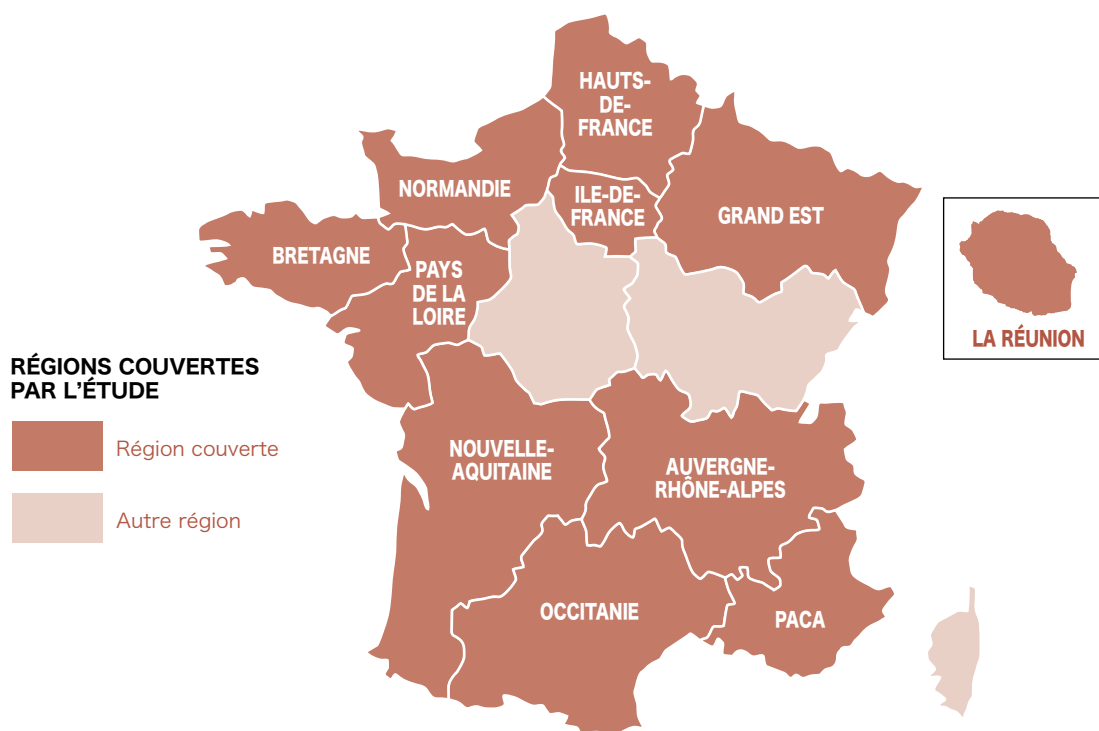 HAUTS-
DE-
FRANCE
NORMANDIE
ILE-DE-
FRANCE
GRAND EST
BRETAGNE
PAYS
DE LA
LOIRE
LA RÉUNION
RÉGIONS COUVERTES
PAR L’ÉTUDE
Région couverte
Autre région
NOUVELLE-
AQUITAINE
AUVERGNE-
RHÔNE-ALPES
OCCITANIE
PACA